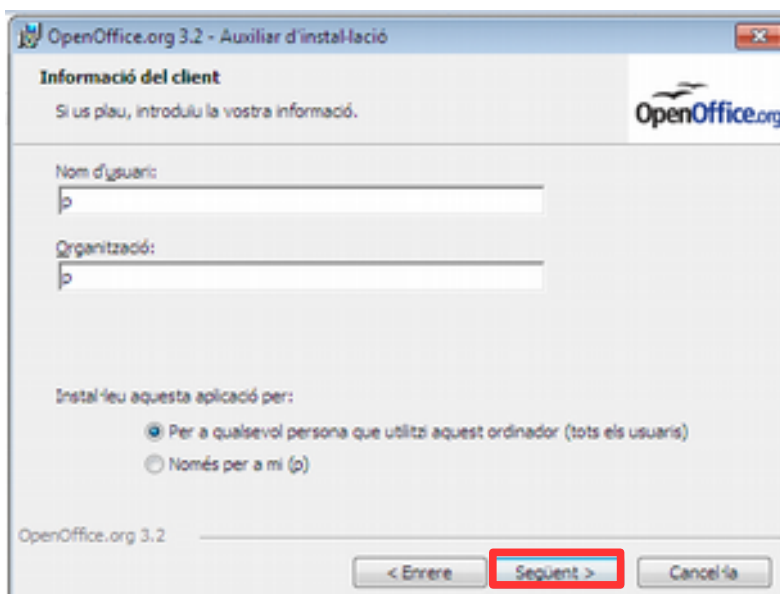 OpenOffice.org 3.2 - Auxiliar d'instal·lació
Informació del client
Si us plau, introduïu la vostra informació.
OpenOffice.org
Nom d'usuari:
p
Organització:
p
Instal·leu aquesta aplicació per:
Per a qualsevol persona que utilitzi aquest ordinador (tots els usuaris)
Només per a mi (p)
OpenOffice.org 3.2
< Enrere
Següent >
Cancel·la